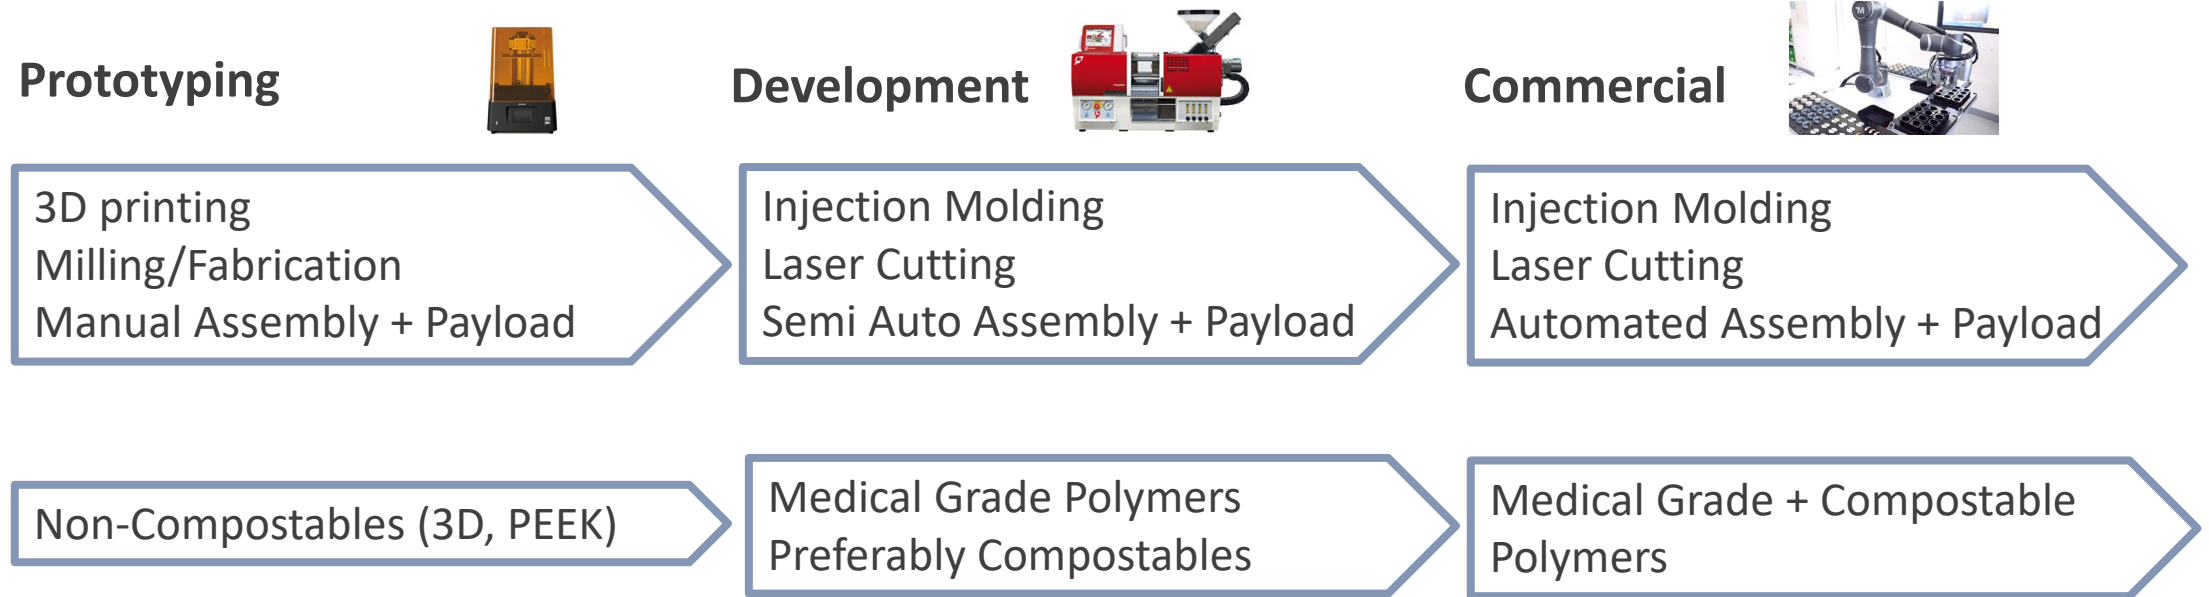 Prototyping
Development
Commercial
3D printing
Milling/Fabrication
Manual Assembly + Payload
Injection Molding
Laser Cutting
Semi Auto Assembly + Payload
Injection Molding
Laser Cutting
Automated Assembly + Payload
Non-Compostables (3D, PEEK)
Medical Grade Polymers
Preferably Compostables
Medical Grade + Compostable
Polymers